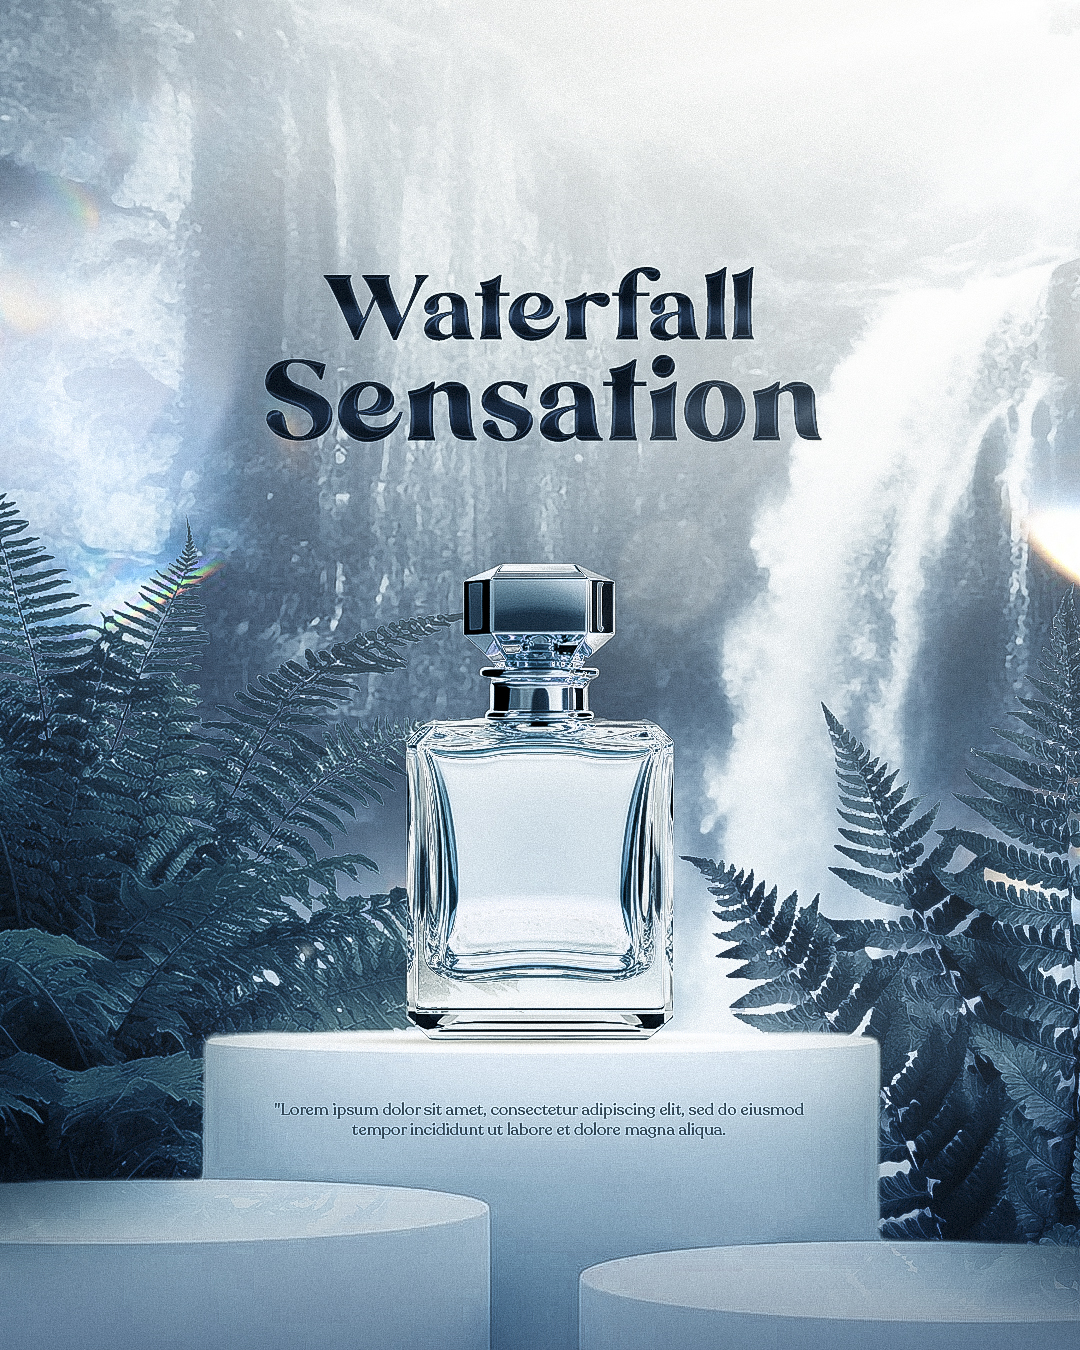 Waterfall
Sensation
"Lorem ipsum dolor sit amet, consectetur adipiscing elit, sed do eiusmod
tempor incididunt ut labore et dolore magna aliqua.